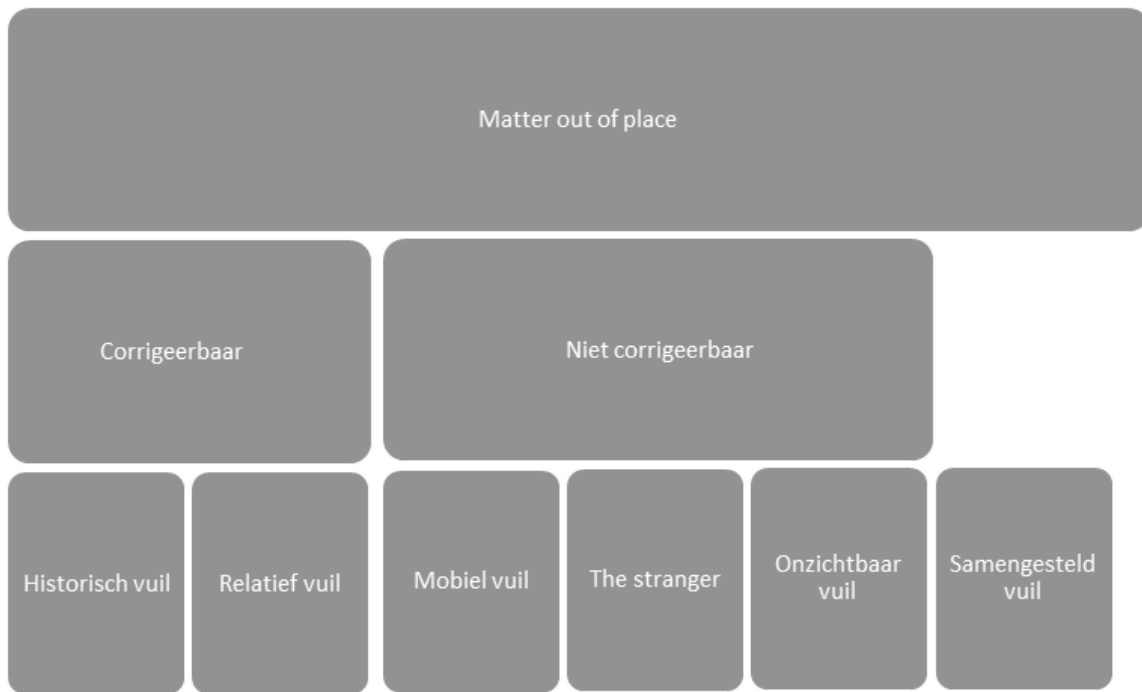 Matter out of place
Corrigeerbaar
Niet corrigeerbaar
Historisch vuil
Relatief vuil
Mobiel vuil
The stranger
Onzichtbaar
vuil
Samengesteld
vuil